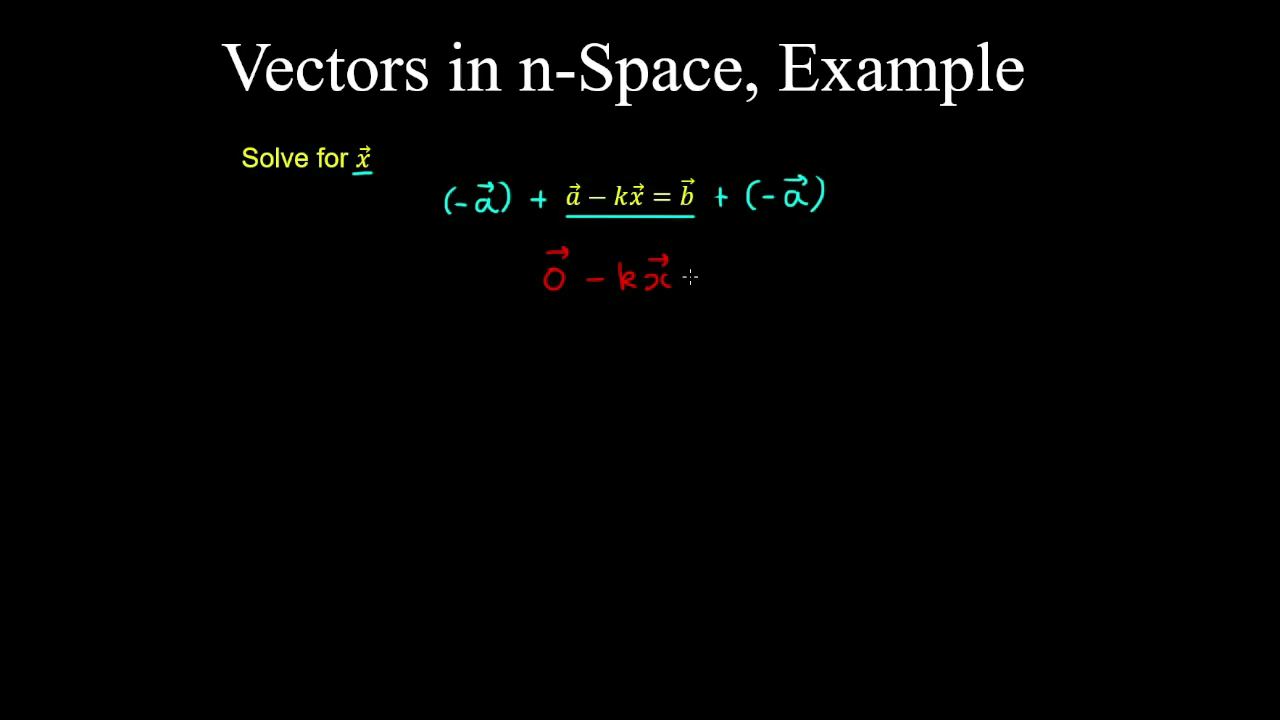 Vectors in n-Space, Example
Solve for x⃗
(-a⃗) + a⃗ − kx⃗ = b⃗ + (-a⃗)
0⃗ - kx⃗